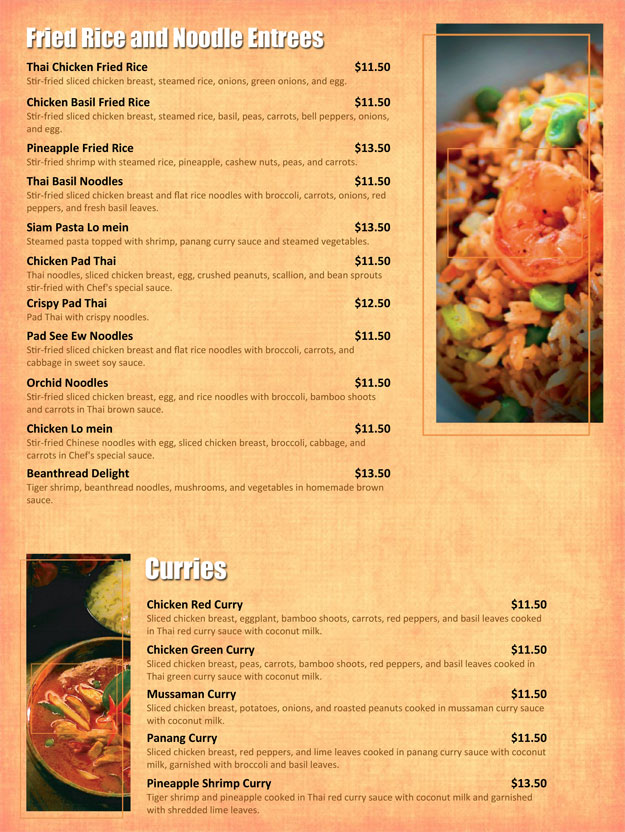 Fried Rice and Noodle Entrees
Thai Chicken Fried Rice $11.50
Stir-fried sliced chicken breast, steamed rice, onions, green onions, and egg.
Chicken Basil Fried Rice $11.50
Stir-fried sliced chicken breast, steamed rice, basil, peas, carrots, bell peppers, onions,
and egg.
Pineapple Fried Rice $13.50
Stir-fried shrimp with steamed rice, pineapple, cashew nuts, peas, and carrots.
Thai Basil Noodles $11.50
Stir-fried sliced chicken breast and flat rice noodles with broccoli, carrots, onions, red
peppers, and fresh basil leaves.
Siam Pasta Lo mein $13.50
Steamed pasta topped with shrimp, panang curry sauce and steamed vegetables.
Chicken Pad Thai $11.50
Thai noodles, sliced chicken breast, egg, crushed peanuts, scallion, and bean sprouts
stir-fried with Chef's special sauce.
Crispy Pad Thai $12.50
Pad Thai with crispy noodles.
Pad See Ew Noodles $11.50
Stir-fried sliced chicken breast and flat rice noodles with broccoli, carrots, and
cabbage in sweet soy sauce.
Orchid Noodles $11.50
Stir-fried sliced chicken breast, egg, and rice noodles with broccoli, bamboo shoots
and carrots in Thai brown sauce.
Chicken Lo mein $11.50
Stir-fried Chinese noodles with egg, sliced chicken breast, broccoli, cabbage, and
carrots in Chef's special sauce.
Beanthread Delight $13.50
Tiger shrimp, beanthread noodles, mushrooms, and vegetables in homemade brown
sauce.
Curries
Chicken Red Curry $11.50
Sliced chicken breast, eggplant, bamboo shoots, carrots, red peppers, and basil leaves cooked
in Thai red curry sauce with coconut milk.
Chicken Green Curry $11.50
Sliced chicken breast, peas, carrots, bamboo shoots, red peppers, and basil leaves cooked in
Thai green curry sauce with coconut milk.
Mussaman Curry $11.50
Sliced chicken breast, potatoes, onions, and roasted peanuts cooked in mussaman curry sauce
with coconut milk.
Panang Curry $11.50
Sliced chicken breast, red peppers, and lime leaves cooked in panang curry sauce with coconut
milk, garnished with broccoli and basil leaves.
Pineapple Shrimp Curry $13.50
Tiger shrimp and pineapple cooked in Thai red curry sauce with coconut milk and garnished
with shredded lime leaves.